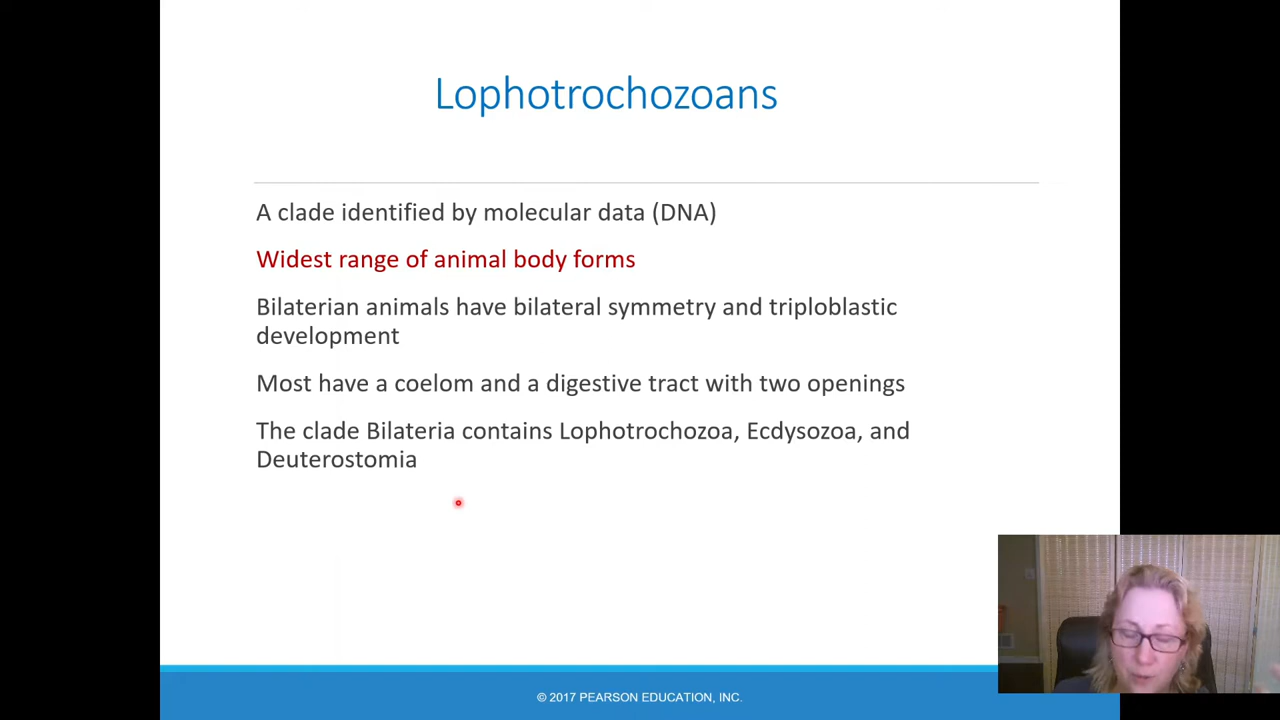 Lophotrochozoans
A clade identified by molecular data (DNA)
Widest range of animal body forms
Bilaterian animals have bilateral symmetry and triploblastic
development
Most have a coelom and a digestive tract with two openings
The clade Bilateria contains Lophotrochozoa, Ecdysozoa, and
Deuterostomia
© 2017 PEARSON EDUCATION, INC.